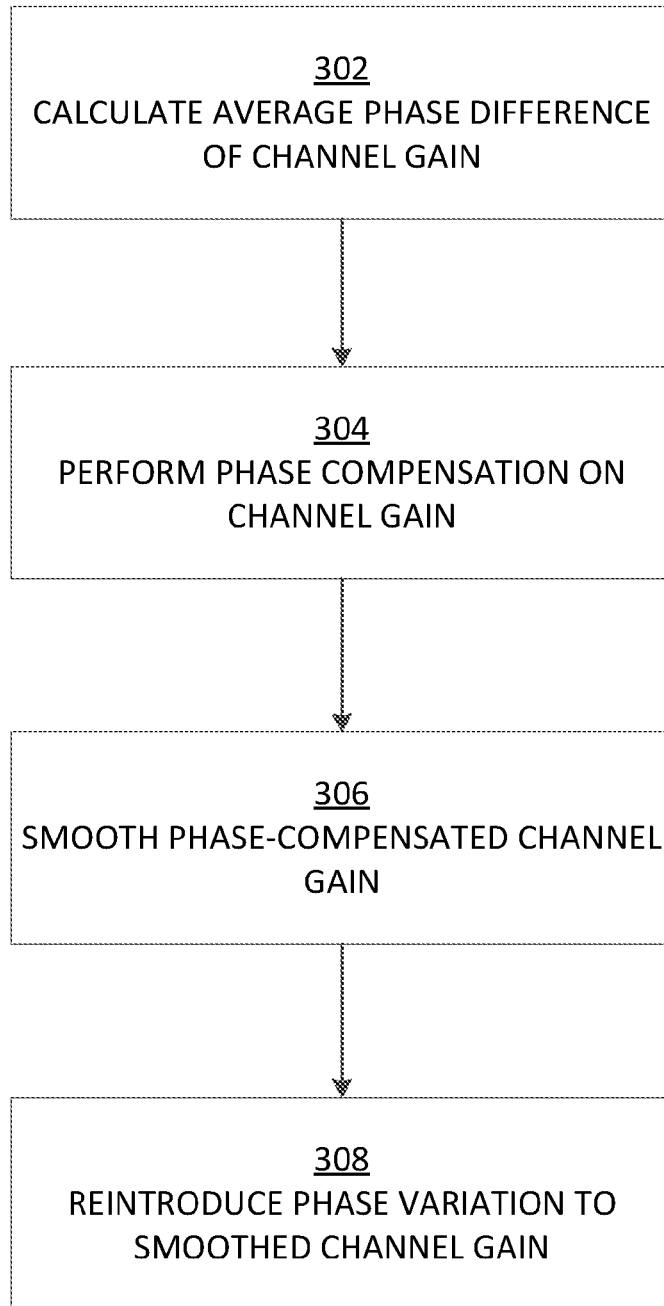 302
CALCULATE AVERAGE PHASE DIFFERENCE
OF CHANNEL GAIN
304
PERFORM PHASE COMPENSATION ON
CHANNEL GAIN
306
SMOOTH PHASE-COMPENSATED CHANNEL
GAIN
308
REINTRODUCE PHASE VARIATION TO
SMOOTHED CHANNEL GAIN